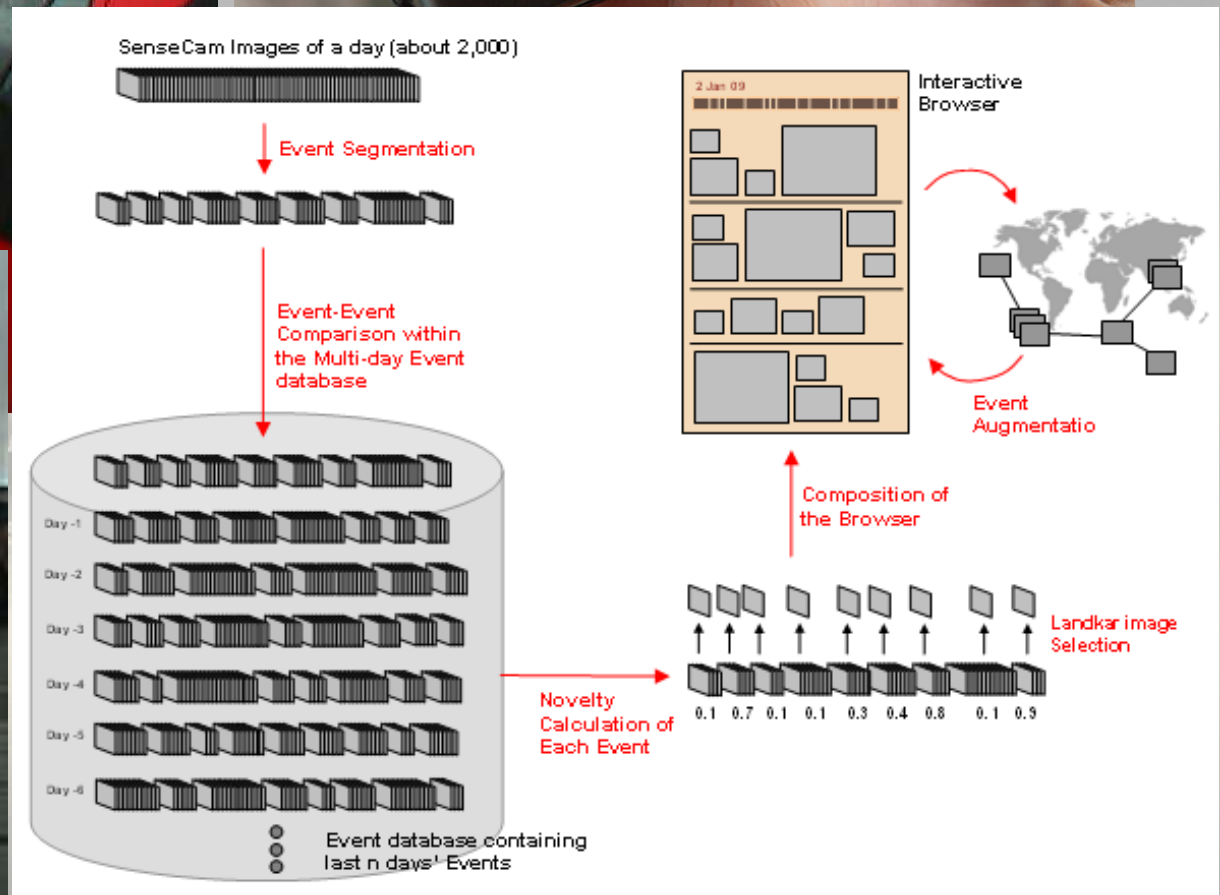 SenseCam Images of a day (about 2,000)
Event Segmentation
Event-Event
Comparison within
the Multi-day Event
database
Day -1
Day -2
Day -3
Day -4
Day -5
Day -6
Event database containing
last n days' Events
Novelty
Calculation of
Each Event
0.1 0.7 0.1 0.1 0.3 0.4 0.8 0.1 0.9
Landkar image
Selection
Composition of
the Browser
2 Jan 09
Interactive
Browser
Event
Augmentatio